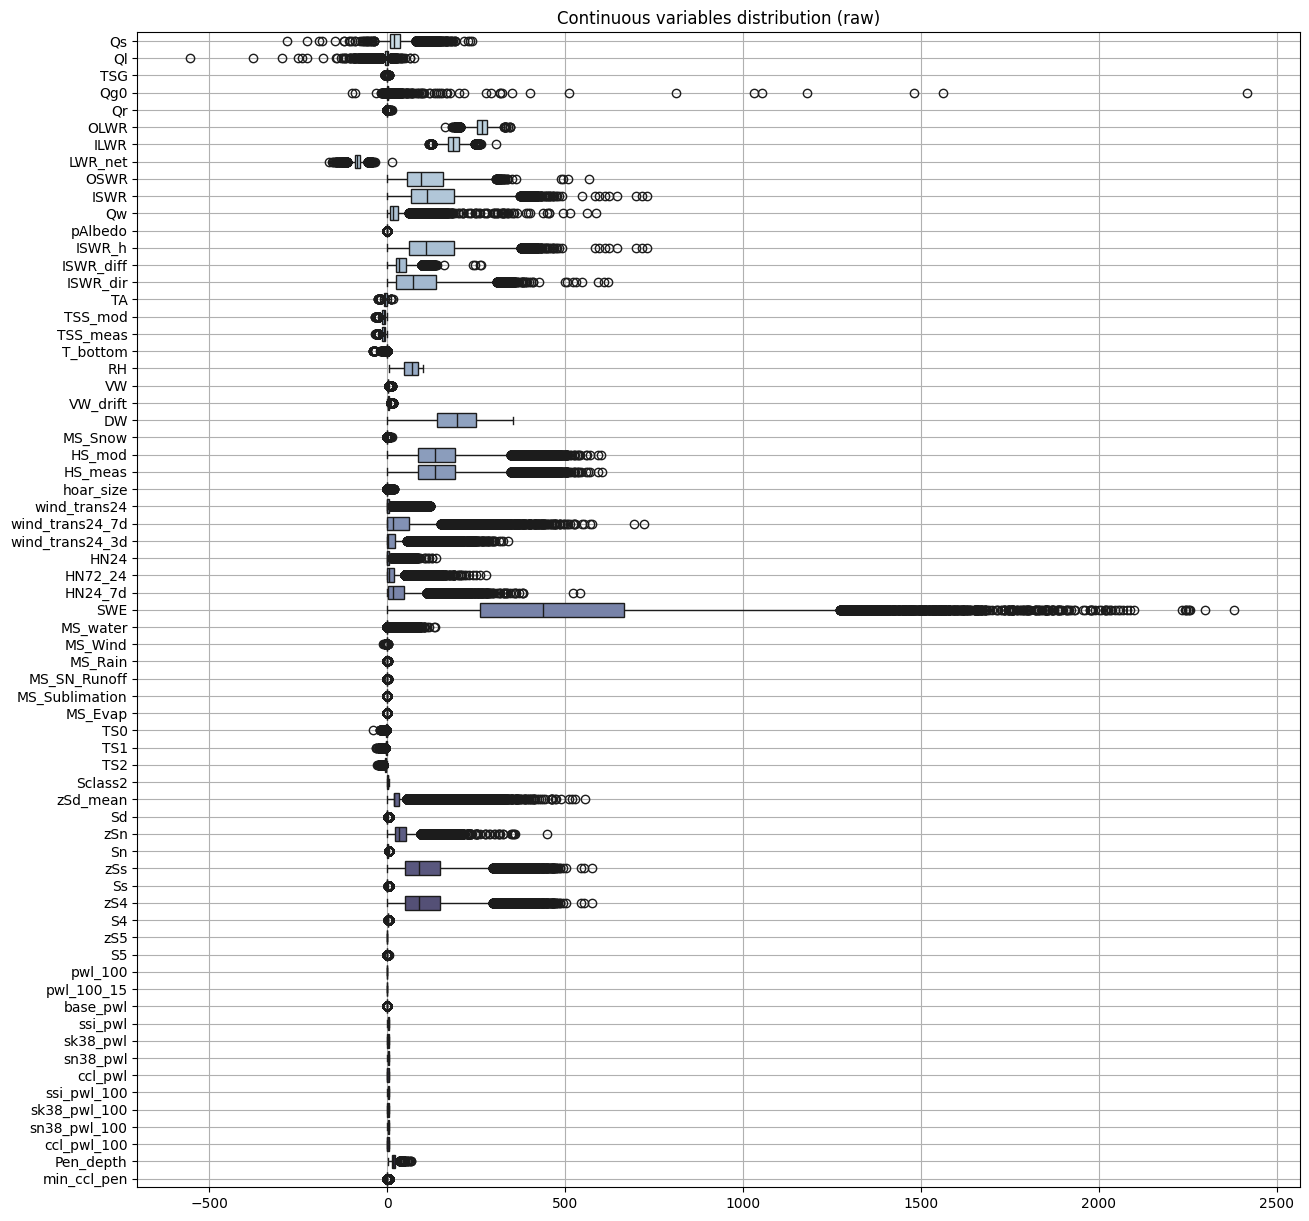 Continuous variables distribution (raw)
Qs
Ql
TSG
Qg0
Qr
OLWR
ILWR
LWR_net
OSWR
ISWR
Qw
pAlbedo
ISWR_h
ISWR_diff
ISWR_dir
TA
TSS_mod
TSS_meas
T_bottom
RH
VW
VW_drift
DW
MS_Snow
HS_mod
HS_meas
hoar_size
wind_trans24
wind_trans24_7d
wind_trans24_3d
HN24
HN72_24
HN24_7d
SWE
MS_water
MS_Wind
MS_Rain
MS_SN_Runoff
MS_Sublimation
MS_Evap
TS0
TS1
TS2
Sclass2
zSd_mean
Sd
zSn
Sn
zSs
Ss
zS4
S4
zS5
S5
pwl_100
pwl_100_15
base_pwl
ssi_pwl
sk38_pwl
sn38_pwl
ccl_pwl
ssi_pwl_100
sk38_pwl_100
sn38_pwl_100
ccl_pwl_100
Pen_depth
min_ccl_pen
−500 0 500 1000 1500 2000 2500